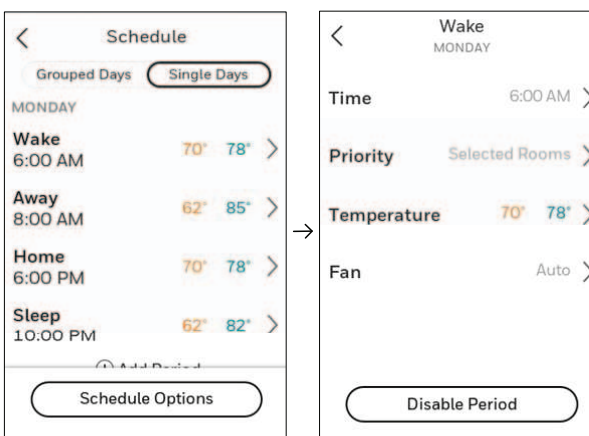 Schedule
Grouped Days Single Days
MONDAY
Wake
6:00 AM
70° 78°
Away
8:00 AM
62° 85°
Home
6:00 PM
70° 78°
Sleep
10:00 PM
62° 82°
Add Period
Schedule Options
Wake
MONDAY
Time 6:00 AM
Priority Selected Rooms
Temperature 70° 78°
Fan Auto
Disable Period